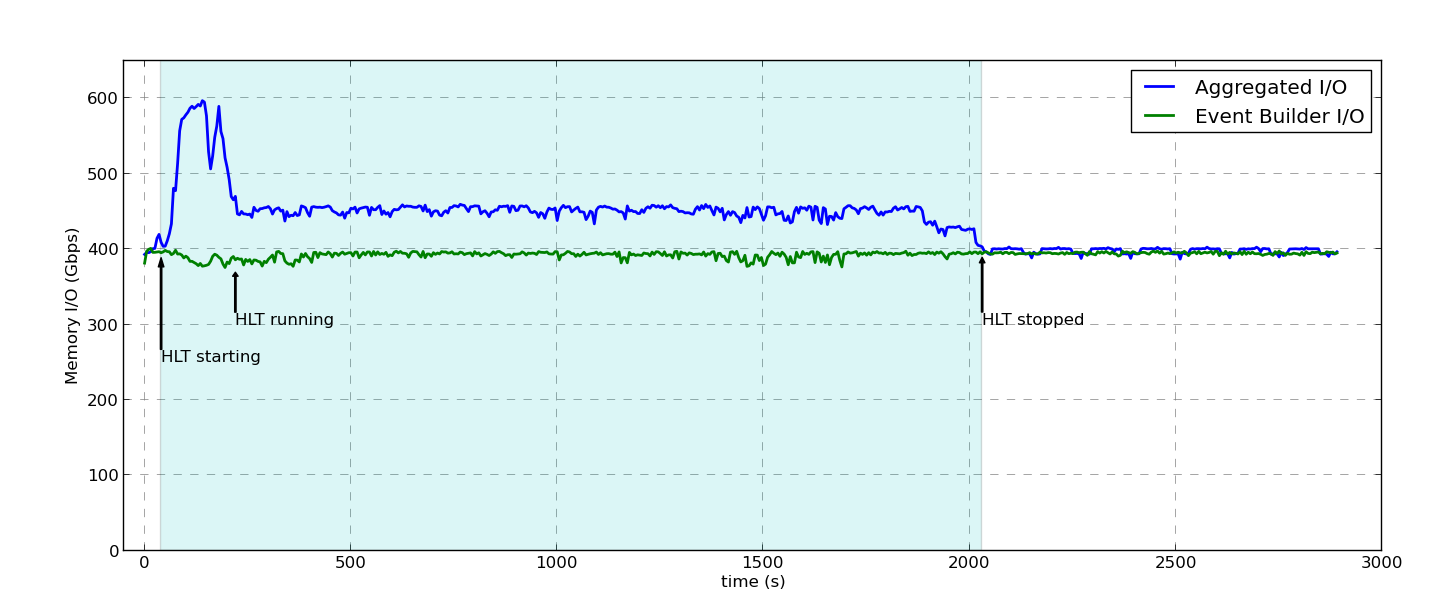 Aggregated I/O
Event Builder I/O
600
500
400
300
200
100
0
Memory I/O (Gbps)
HLT running
HLT stopped
HLT starting
0
500
1000
1500
2000
2500
3000
time (s)